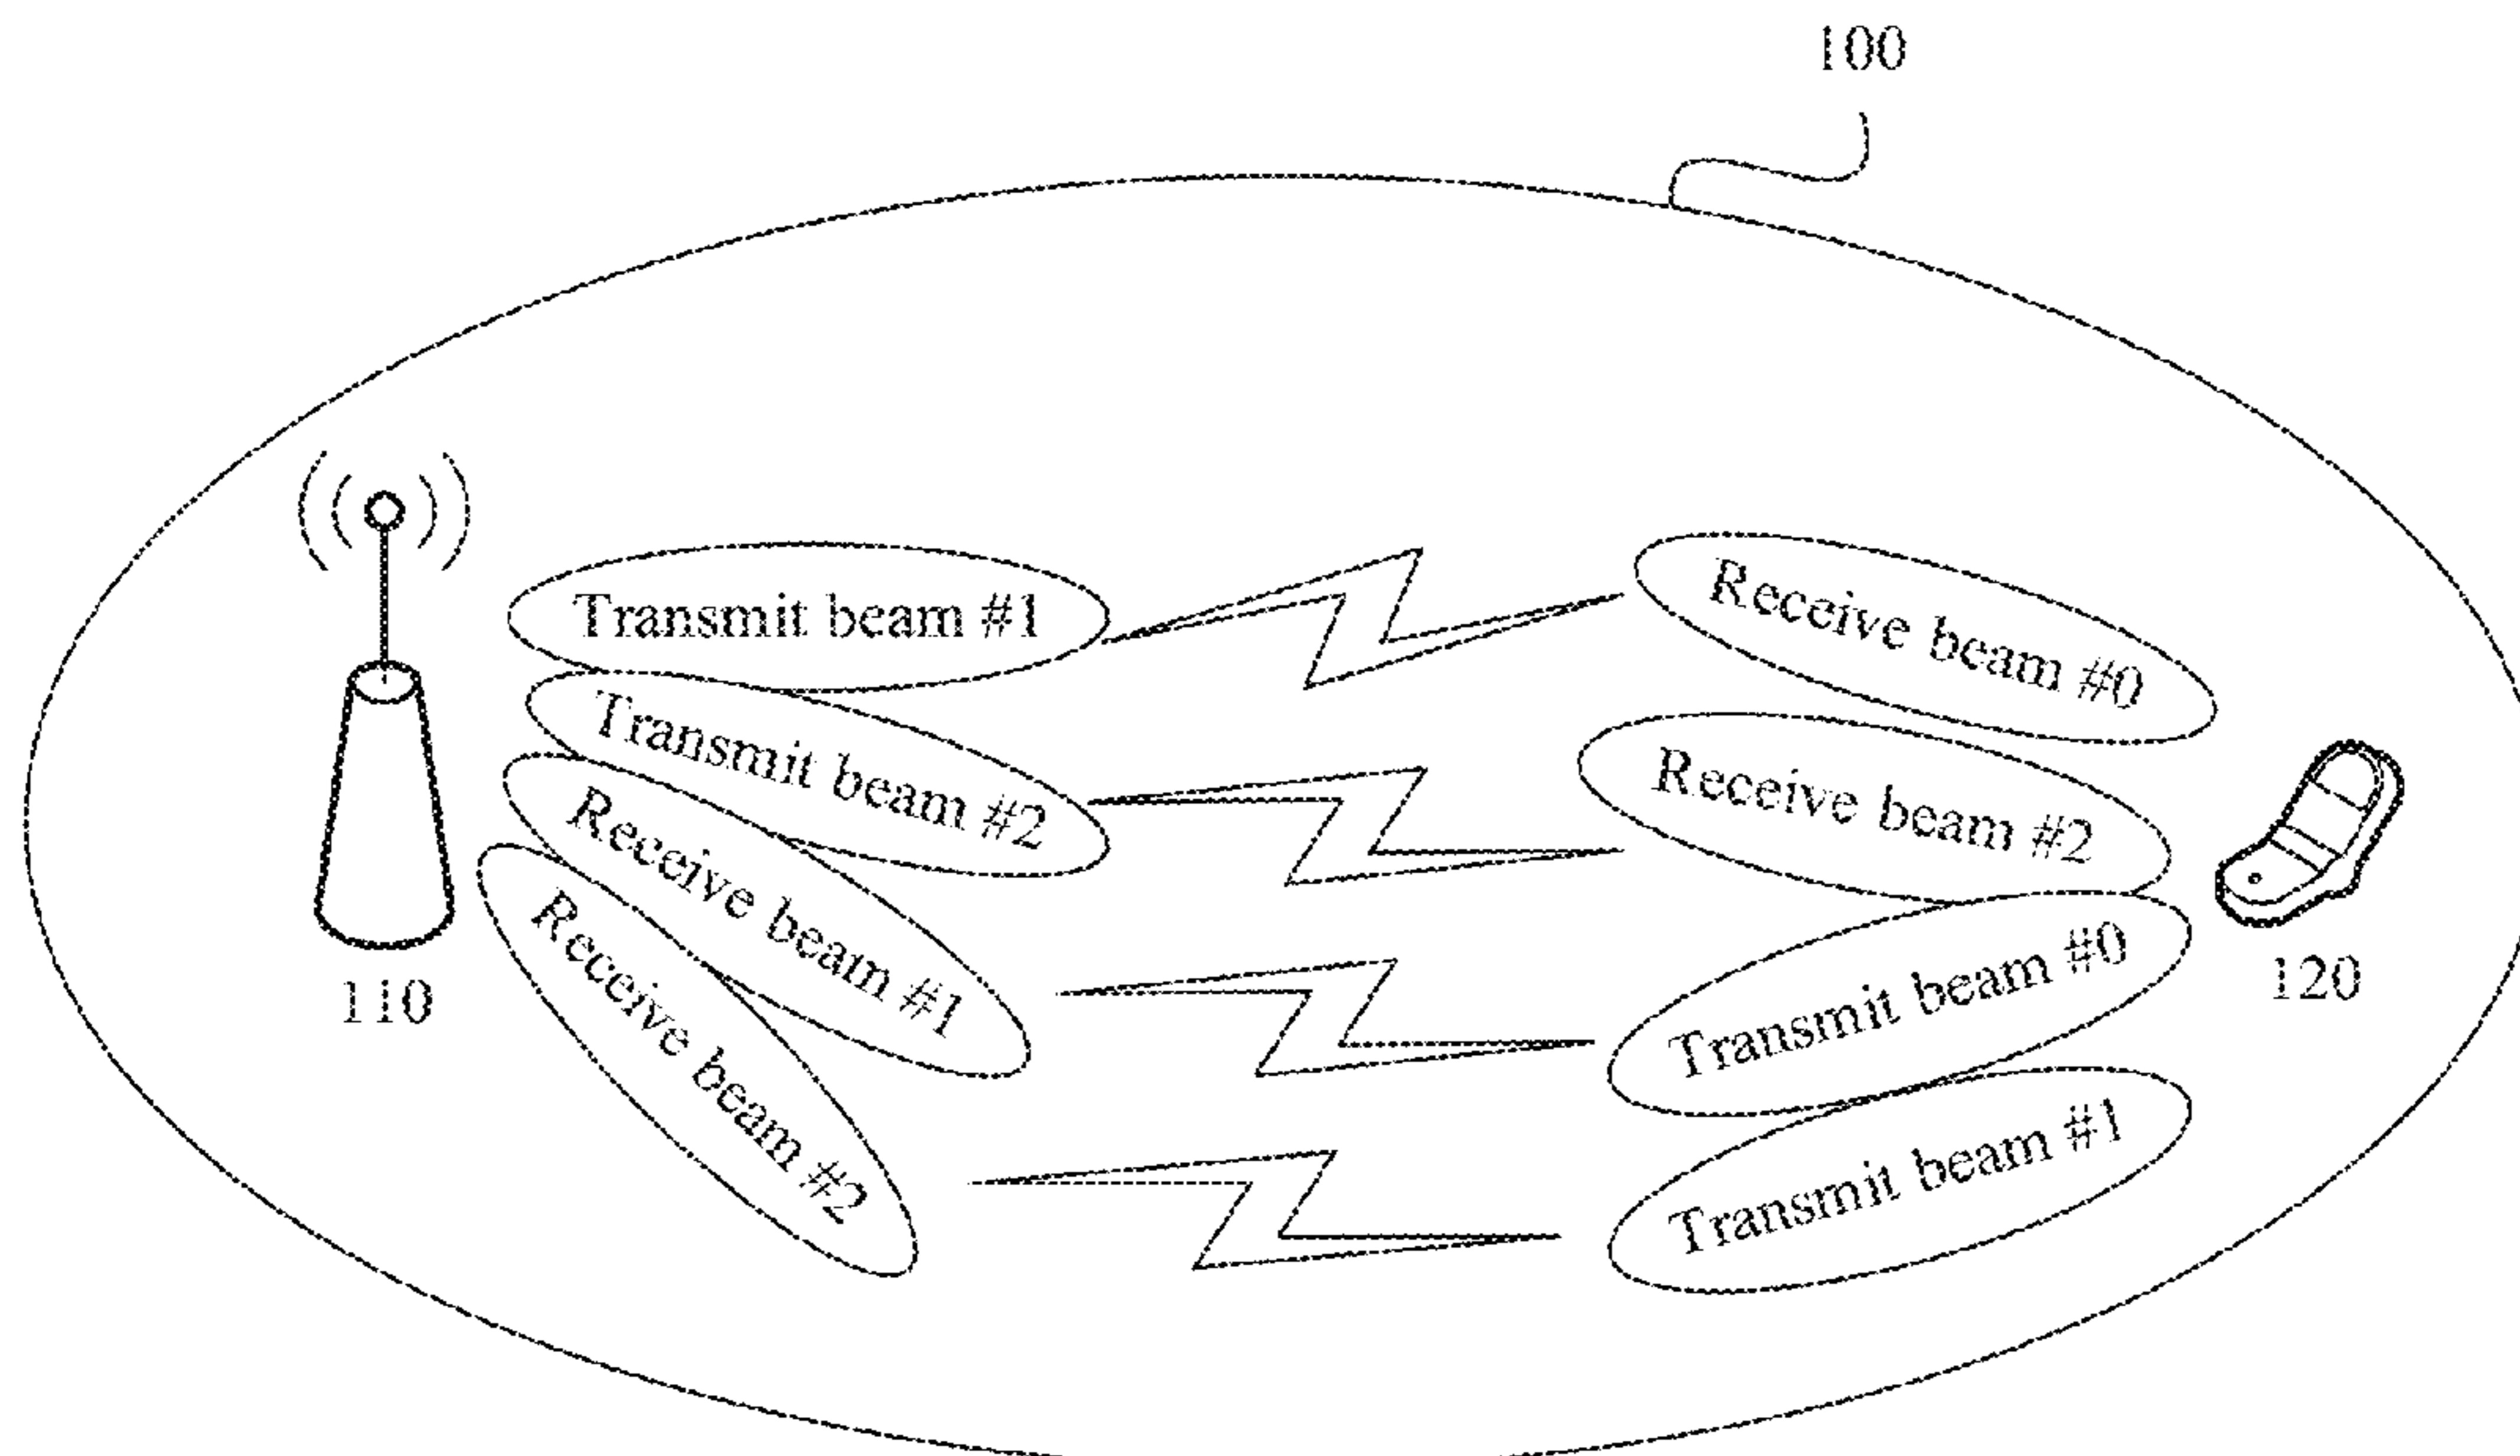 100
Transmit beam #1
Transmit beam #2
Receive beam #1
Receive beam #2
110
Receive beam #0
Receive beam #2
Transmit beam #0
Transmit beam #1
120